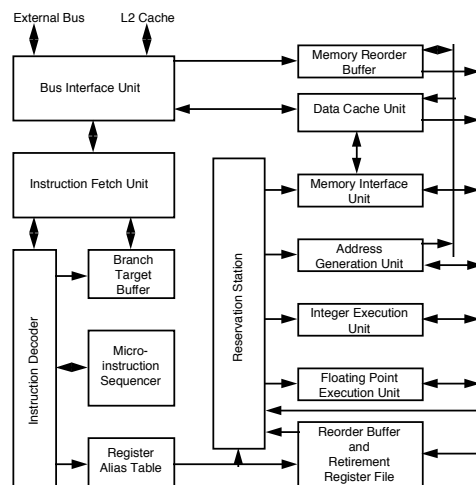 External Bus
L2 Cache
Bus Interface Unit
Memory Reorder
Buffer
Data Cache Unit
Instruction Fetch Unit
Memory Interface
Unit
Branch
Target
Buffer
Address
Generation Unit
Instruction Decoder
Reservation Station
Micro-
instruction
Sequencer
Integer Execution
Unit
Floating Point
Execution Unit
Register
Alias Table
Reorder Buffer
and
Retirement
Register File